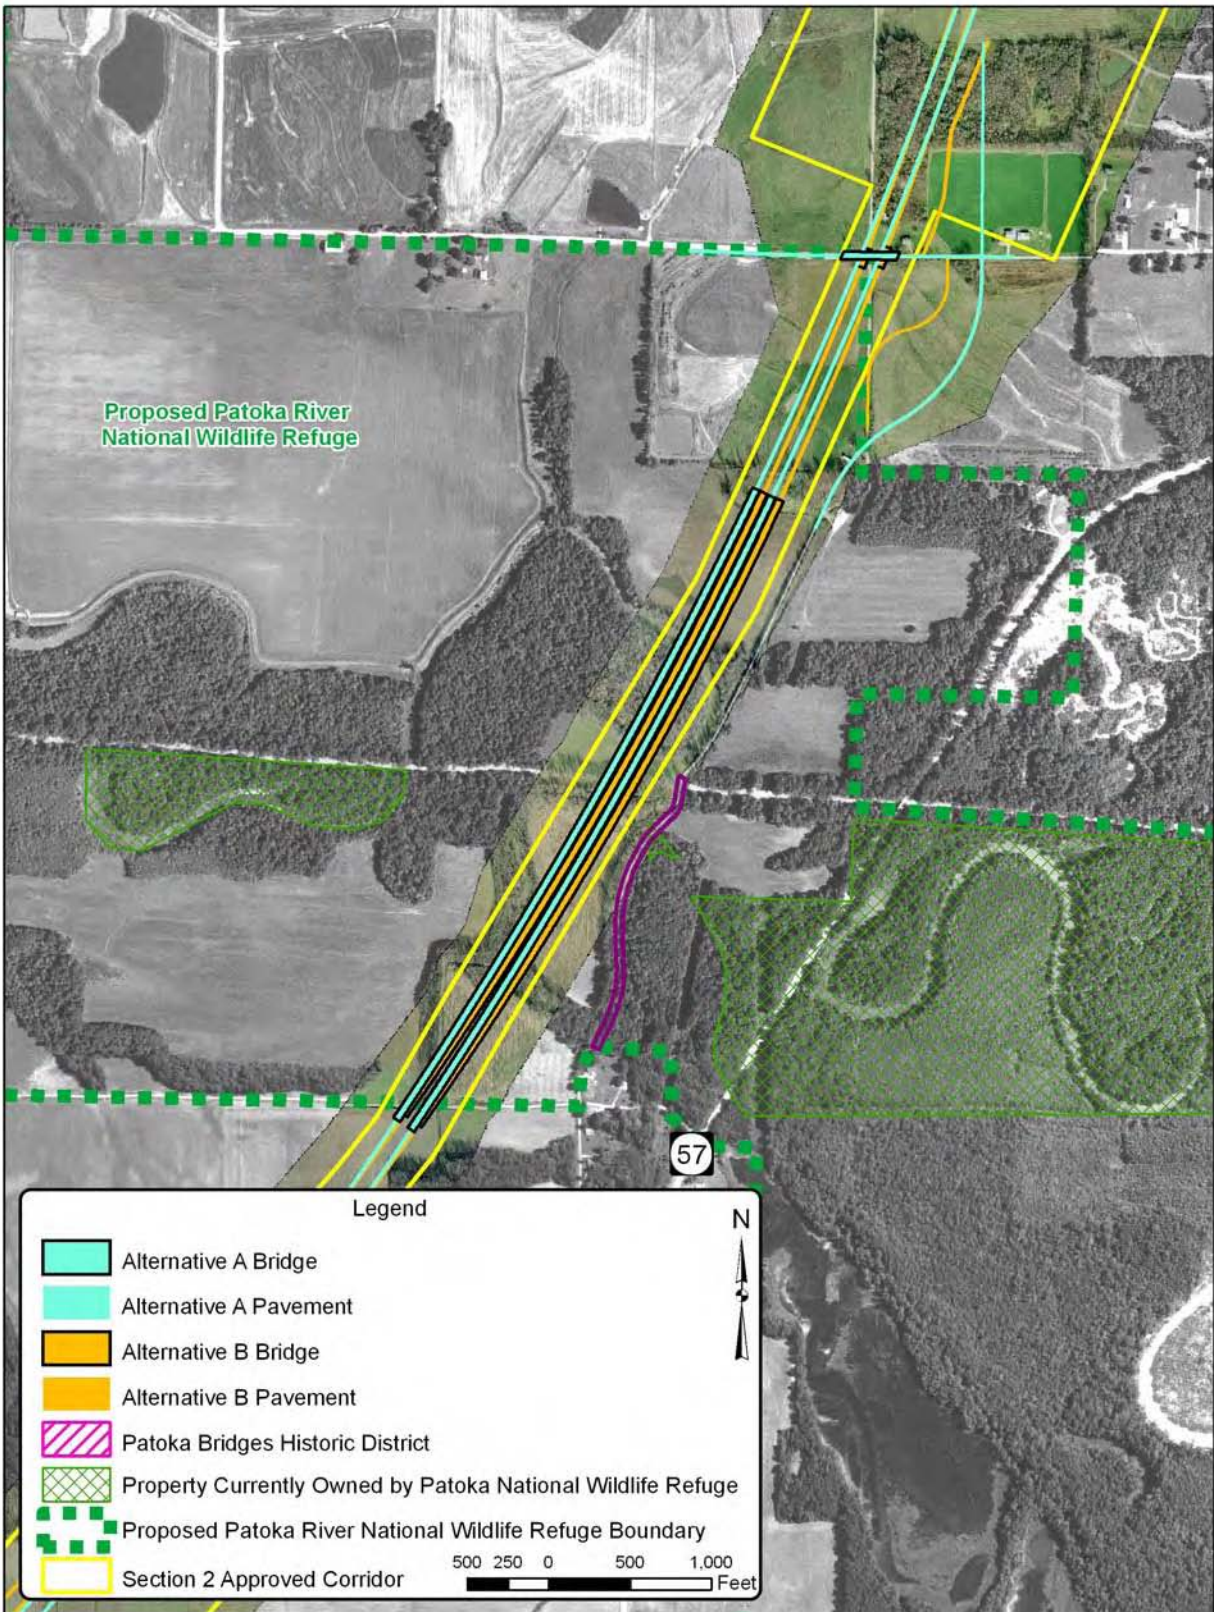 Proposed Patoka River
National Wildlife Refuge
57
Legend
N
Alternative A Bridge
Alternative A Pavement
Alternative B Bridge
Alternative B Pavement
Patoka Bridges Historic District
Property Currently Owned by Patoka National Wildlife Refuge
Proposed Patoka River National Wildlife Refuge Boundary
Section 2 Approved Corridor
500 250 0 500 1,000
Feet